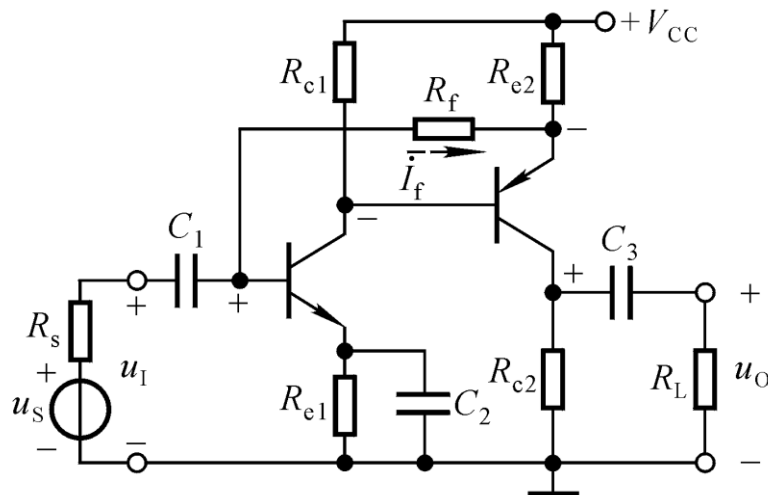 +V_CC
R_c1
R_e2
R_f
−
İ_f
−
C_1
C_3
+
+
+
+
R_s
+
u_I
u_S
R_e1
C_2
R_c2
R_L
u_O
−
−
−